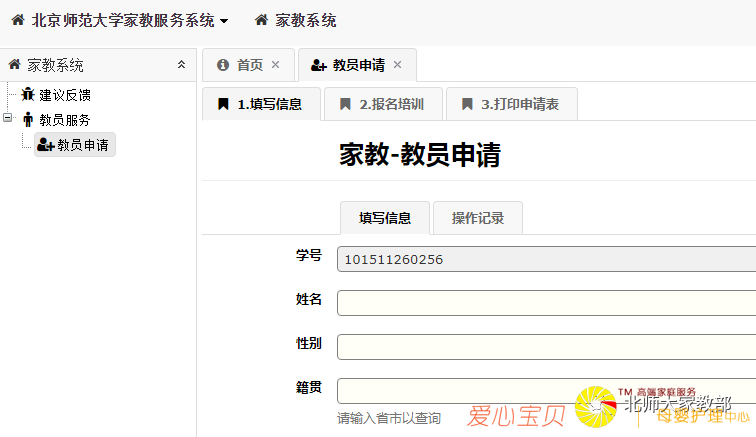 北京师范大学家教服务系统 家教系统
家教系统
建议反馈
教员服务
教员申请
首页 教员申请
1.填写信息 2.报名培训 3.打印申请表
家教-教员申请
填写信息 操作记录
学号 101511260256
姓名
性别
籍贯
请输入省市以查询
爱心宝贝
TM 高端家庭服务
北师大家教部
母婴护理中心